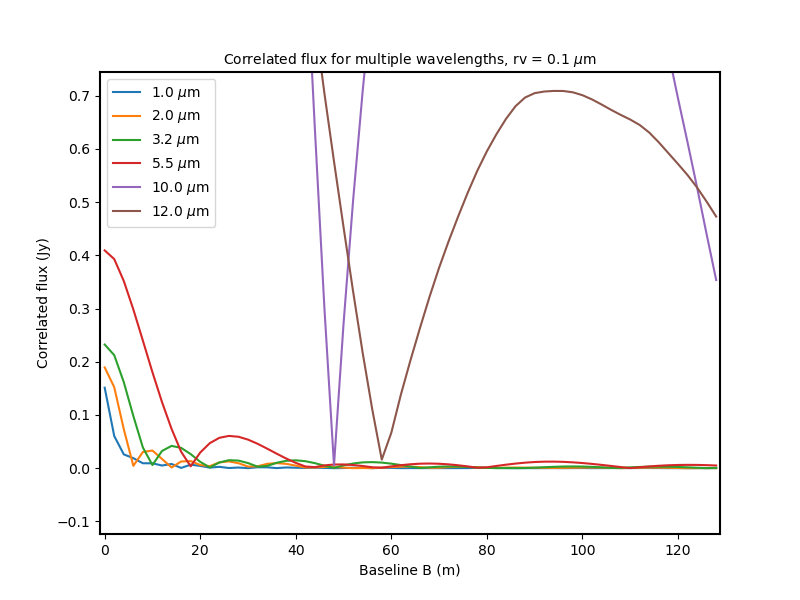 Correlated flux for multiple wavelengths, rv = 0.1 μm
1.0 μm
2.0 μm
3.2 μm
5.5 μm
10.0 μm
12.0 μm
Correlated flux (Jy)
0.7
0.6
0.5
0.4
0.3
0.2
0.1
0.0
−0.1
0 20 40 60 80 100 120
Baseline B (m)